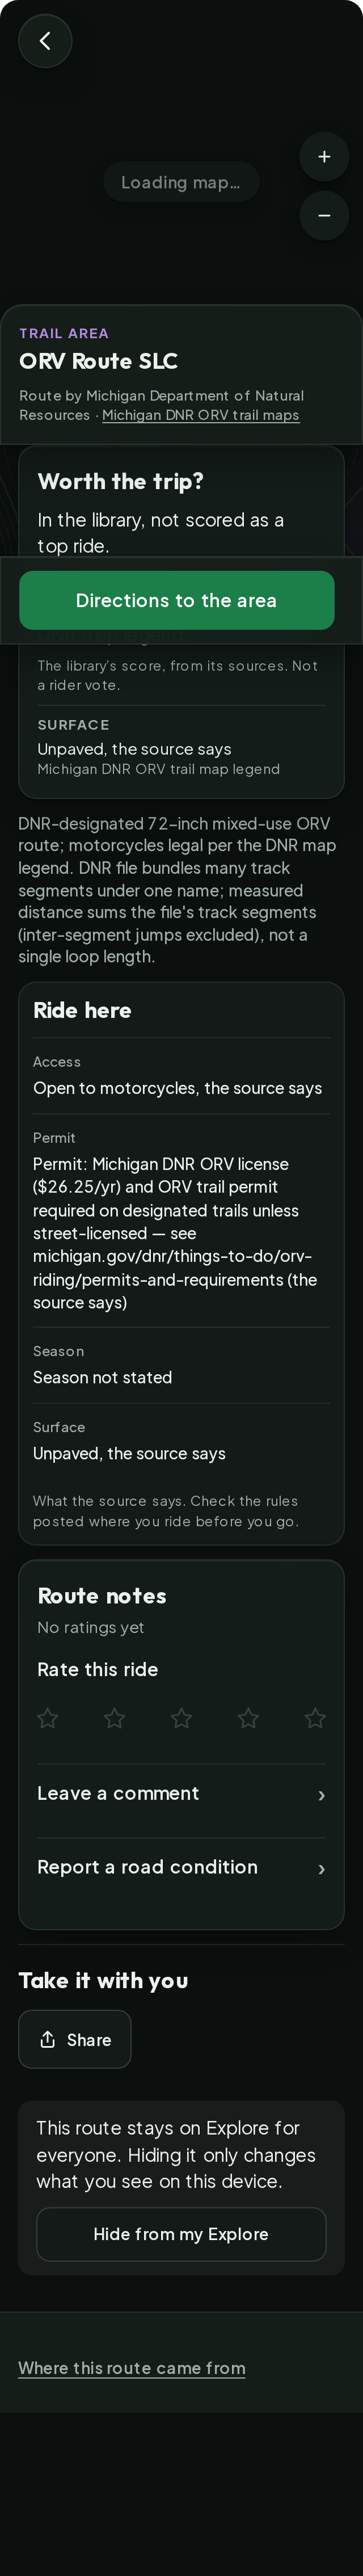 Loading map…
TRAIL AREA
ORV Route SLC
Route by Michigan Department of Natural
Resources · Michigan DNR ORV trail maps
Worth the trip?
In the library, not scored as a
top ride.
Directions to the area
The library's score, from its sources. Not
a rider vote.
SURFACE
Unpaved, the source says
Michigan DNR ORV trail map legend
DNR-designated 72-inch mixed-use ORV
route; motorcycles legal per the DNR map
legend. DNR file bundles many track
segments under one name; measured
distance sums the file's track segments
(inter-segment jumps excluded), not a
single loop length.
Ride here
Access
Open to motorcycles, the source says
Permit
Permit: Michigan DNR ORV license
($26.25/yr) and ORV trail permit
required on designated trails unless
street-licensed — see
michigan.gov/dnr/things-to-do/orv-
riding/permits-and-requirements (the
source says)
Season
Season not stated
Surface
Unpaved, the source says
What the source says. Check the rules
posted where you ride before you go.
Route notes
No ratings yet
Rate this ride
Leave a comment
Report a road condition
Take it with you
Share
This route stays on Explore for
everyone. Hiding it only changes
what you see on this device.
Hide from my Explore
Where this route came from